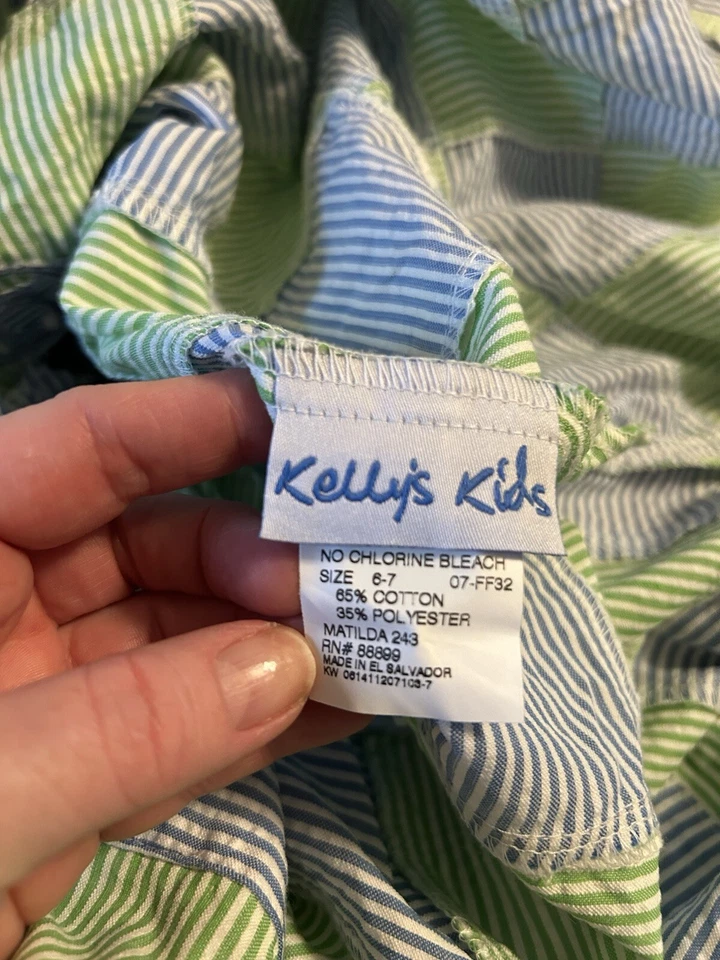 Kelly's Kids
NO CHLORINE BLEACH
SIZE 6-7 07-FF32
65% COTTON
35% POLYESTER
MATILDA 243
RN# 88899
MADE IN EL SALVADOR
KW 061411207103-7